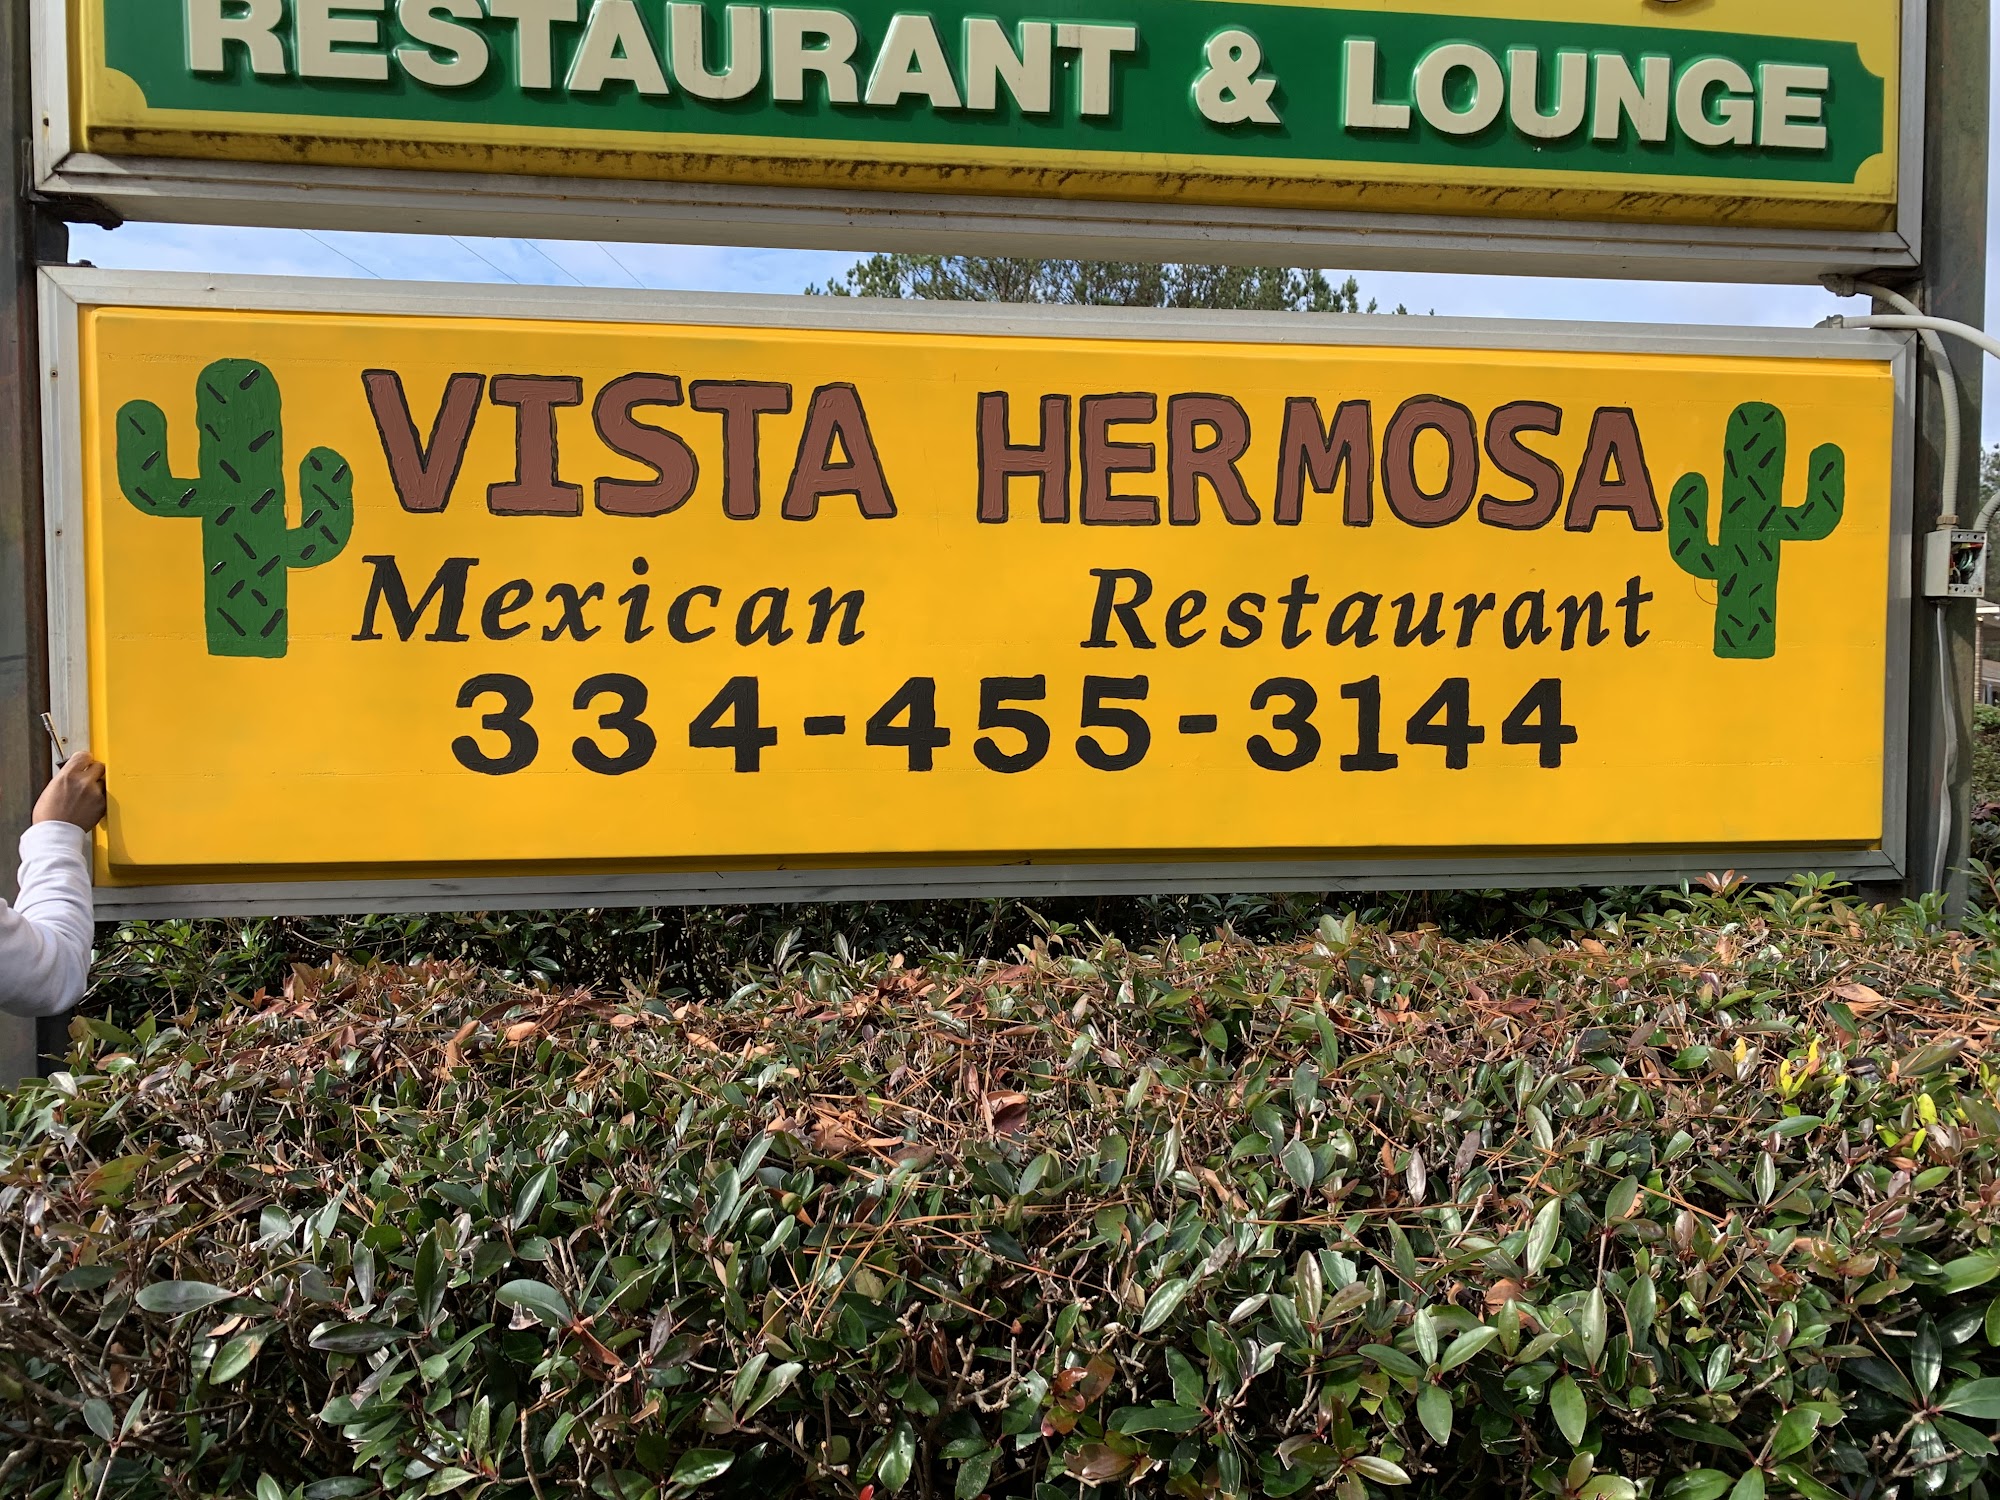 RESTAURANT & LOUNGE
VISTA HERMOSA
Mexican Restaurant
334-455-3144